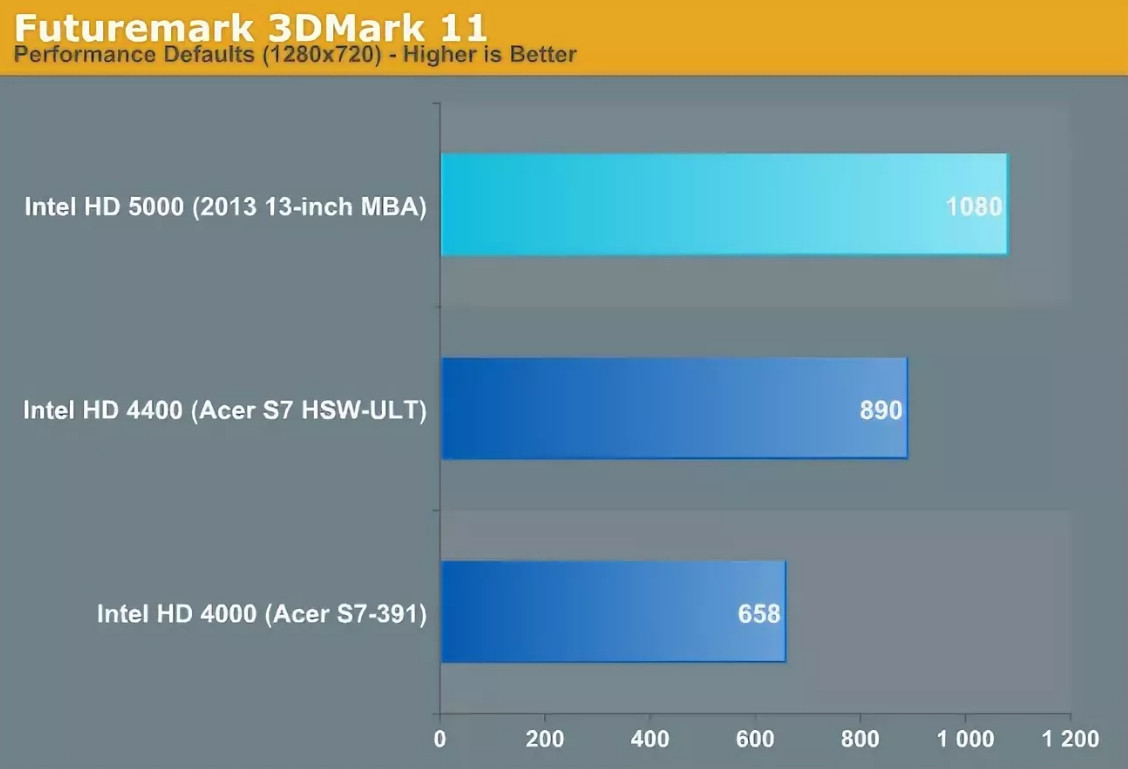 Futuremark 3DMark 11
Performance Defaults (1280x720) - Higher is Better
Intel HD 5000 (2013 13-inch MBA)
1080
Intel HD 4400 (Acer S7 HSW-ULT)
890
Intel HD 4000 (Acer S7-391)
658
0 200 400 600 800 1 000 1 200